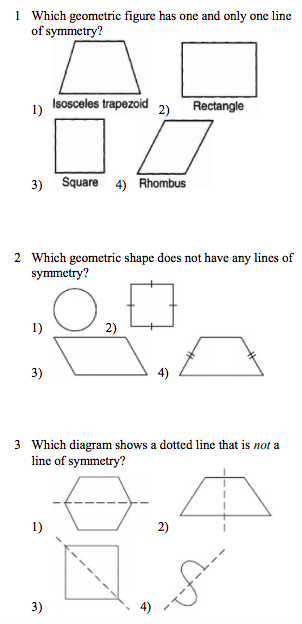 1 Which geometric figure has one and only one line
of symmetry?
1) Isosceles trapezoid 2) Rectangle
3) Square 4) Rhombus
2 Which geometric shape does not have any lines of
symmetry?
1) 2)
3) 4)
3 Which diagram shows a dotted line that is not a
line of symmetry?
1) 2)
3) 4)